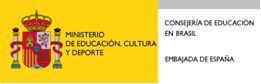 MINISTERIO
DE EDUCACIÓN, CULTURA
Y DEPORTE
CONSEJERÍA DE EDUCACIÓN
EN BRASIL
EMBAJADA DE ESPAÑA